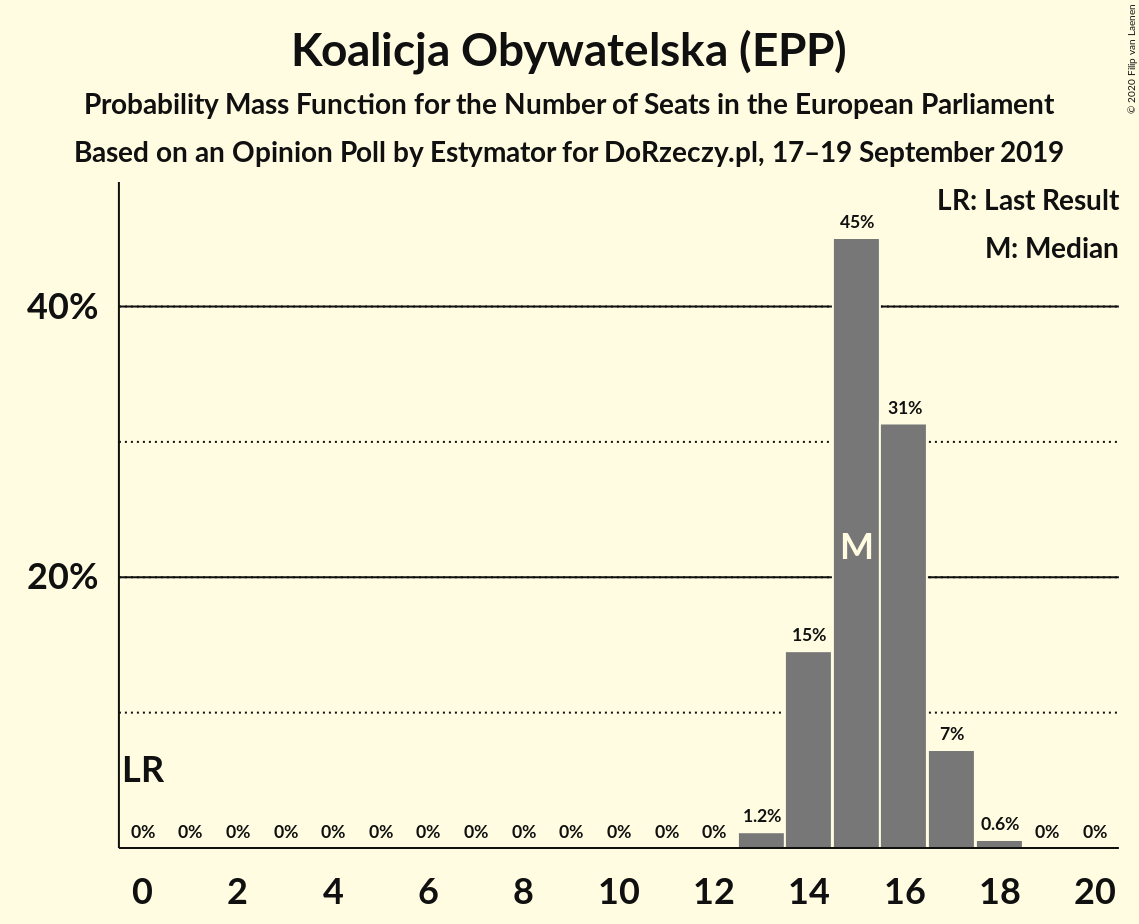 Koalicja Obywatelska (EPP)
Probability Mass Function for the Number of Seats in the European Parliament
Based on an Opinion Poll by Estymator for DoRzeczy.pl, 17–19 September 2019
© 2020 Filip van Laenen
LR: Last Result
M: Median
45%
40%
31%
M
20%
15%
7%
LR
1.2%
0.6%
0% 0% 0% 0% 0% 0% 0% 0% 0% 0% 0% 0% 0% 0% 0%
0 2 4 6 8 10 12 14 16 18 20